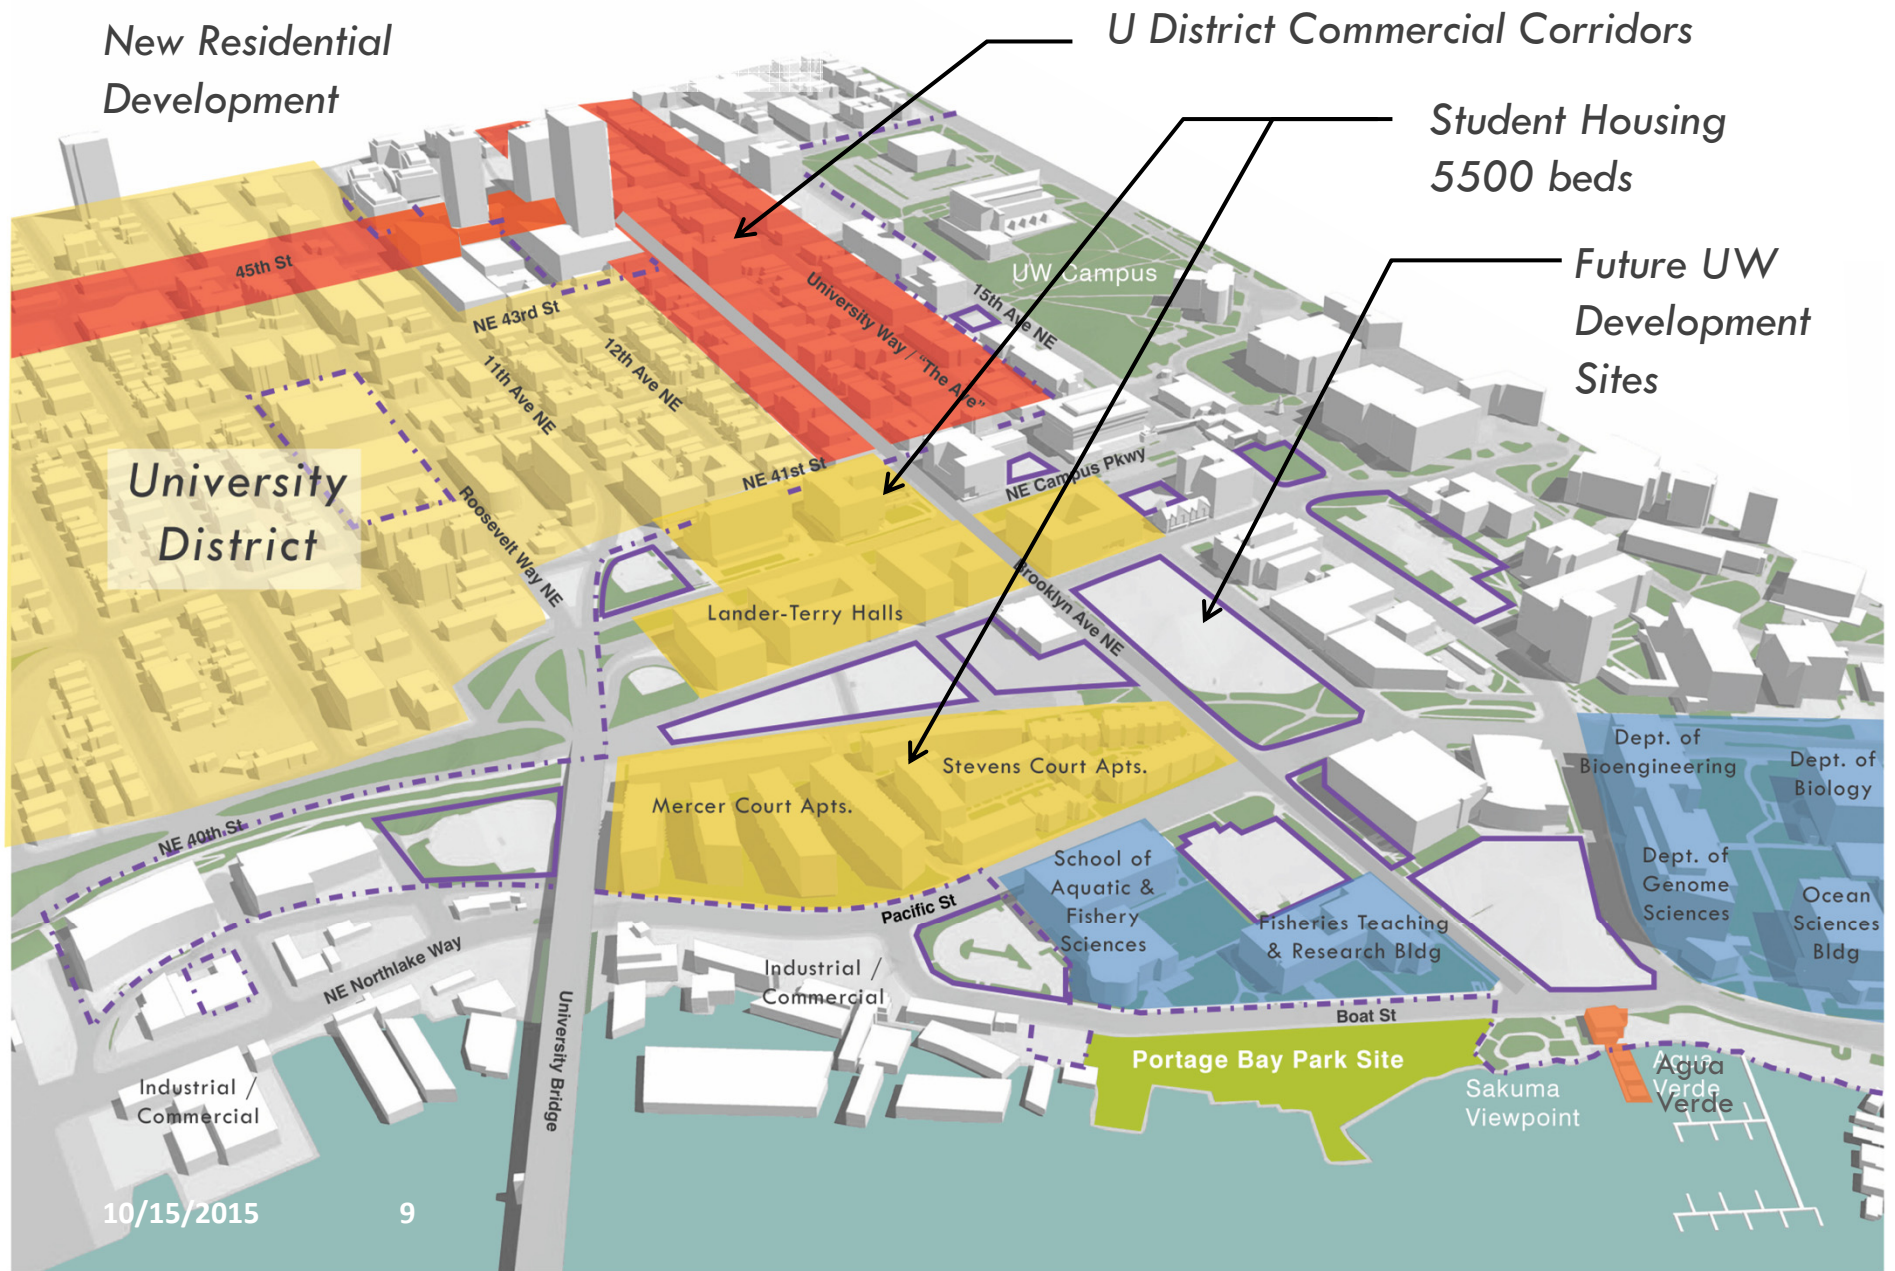 New Residential
Development
U District Commercial Corridors
Student Housing
5500 beds
Future UW
Development
Sites
45th St
NE 43rd St
11th Ave NE
12th Ave NE
University Way / "The Ave"
15th Ave NE
UW Campus
University
District
Roosevelt Way NE
NE 41st St
NE Campus Pkwy
Brooklyn Ave NE
Lander-Terry Halls
Stevens Court Apts.
Mercer Court Apts.
Dept. of
Bioengineering
Dept. of
Biology
NE 40th St
School of
Aquatic &
Fishery
Sciences
Dept. of
Genome
Sciences
Ocean
Sciences
Bldg
Pacific St
Fisheries Teaching
& Research Bldg
NE Northlake Way
Industrial /
Commercial
University Bridge
Boat St
Portage Bay Park Site
Sakuma
Viewpoint
Agua
Verde
Agua
Verde
Industrial /
Commercial
10/15/2015
9